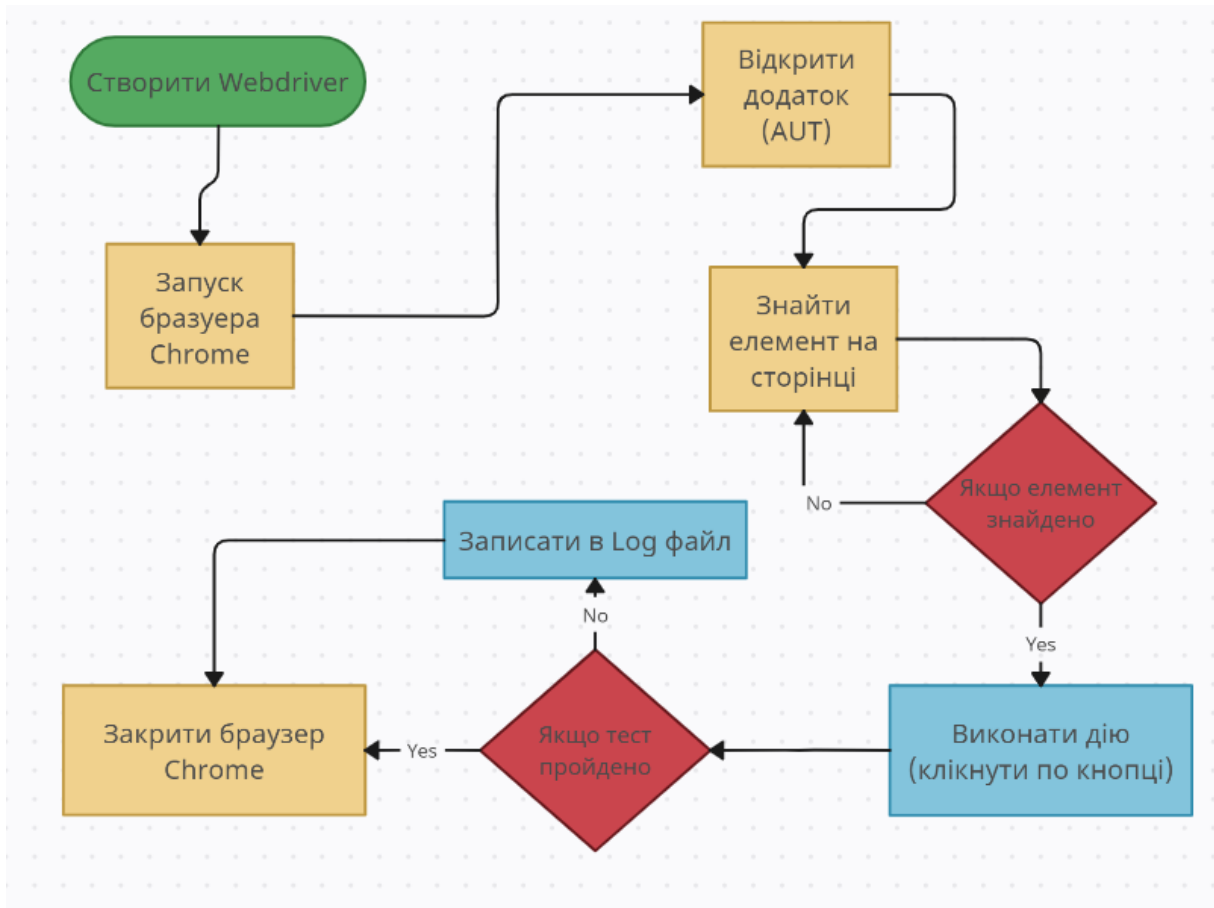 Створити Webdriver
Запуск
бразуера
Chrome
Відкрити
додаток
(AUT)
Знайти
елемент на
сторінці
Якщо елемент
знайдено
No
Yes
Виконати дію
(клікнути по кнопці)
Якщо тест
пройдено
No
Записати в Log файл
Yes
Закрити браузер
Chrome